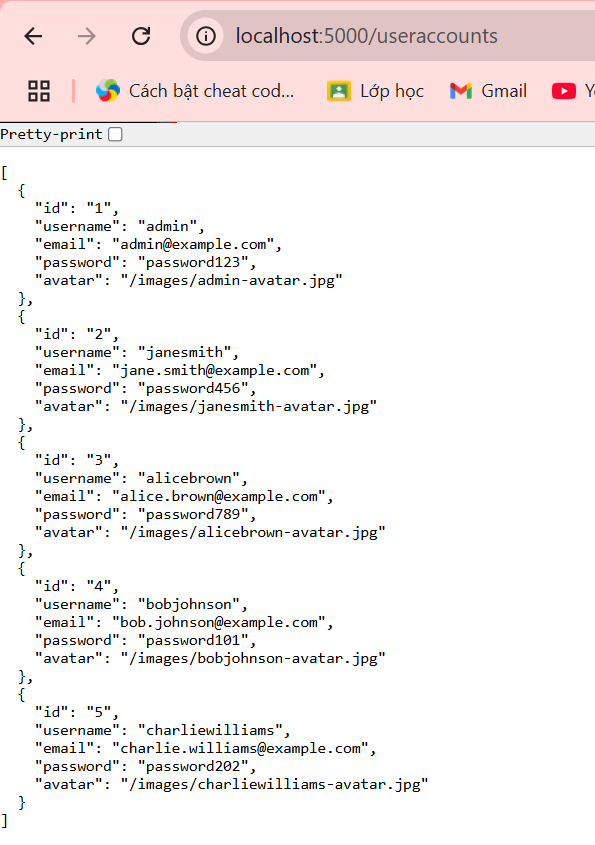 localhost:5000/useraccounts
Cách bật cheat cod... Lớp học Gmail
Pretty-print
[
  {
    "id": "1",
    "username": "admin",
    "email": "admin@example.com",
    "password": "password123",
    "avatar": "/images/admin-avatar.jpg"
  },
  {
    "id": "2",
    "username": "janesmith",
    "email": "jane.smith@example.com",
    "password": "password456",
    "avatar": "/images/janesmith-avatar.jpg"
  },
  {
    "id": "3",
    "username": "alicebrown",
    "email": "alice.brown@example.com",
    "password": "password789",
    "avatar": "/images/alicebrown-avatar.jpg"
  },
  {
    "id": "4",
    "username": "bobjohnson",
    "email": "bob.johnson@example.com",
    "password": "password101",
    "avatar": "/images/bobjohnson-avatar.jpg"
  },
  {
    "id": "5",
    "username": "charliewilliams",
    "email": "charlie.williams@example.com",
    "password": "password202",
    "avatar": "/images/charliewilliams-avatar.jpg"
  }
]